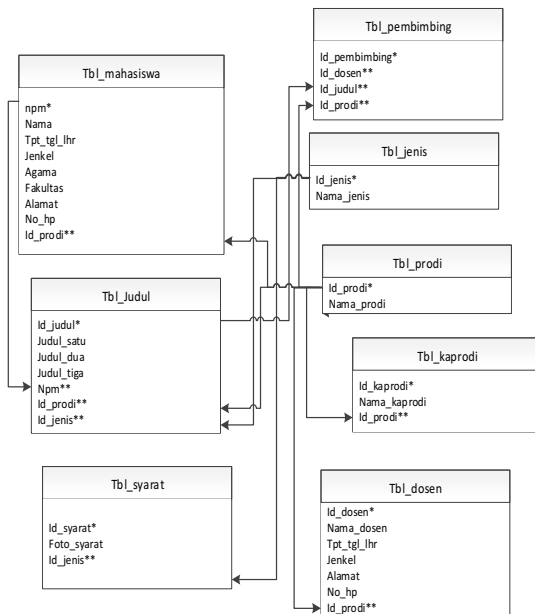 Tbl_mahasiswa
npm*
Nama
Tpt_tgl_lhr
Jenkel
Agama
Fakultas
Alamat
No_hp
Id_prodi**
Tbl_pembimbing
Id_pembimbing*
Id_dosen**
Id_judul**
Id_prodi**
Tbl_jenis
Id_jenis*
Nama_jenis
Tbl_prodi
Id_prodi*
Nama_prodi
Tbl_Judul
Id_judul*
Judul_satu
Judul_dua
Judul_tiga
Npm**
Id_prodi**
Id_jenis**
Tbl_kaprodi
Id_kaprodi*
Nama_kaprodi
Id_prodi**
Tbl_syarat
Id_syarat*
Foto_syarat
Id_jenis**
Tbl_dosen
Id_dosen*
Nama_dosen
Tpt_tgl_lhr
Jenkel
Alamat
No_hp
Id_prodi**